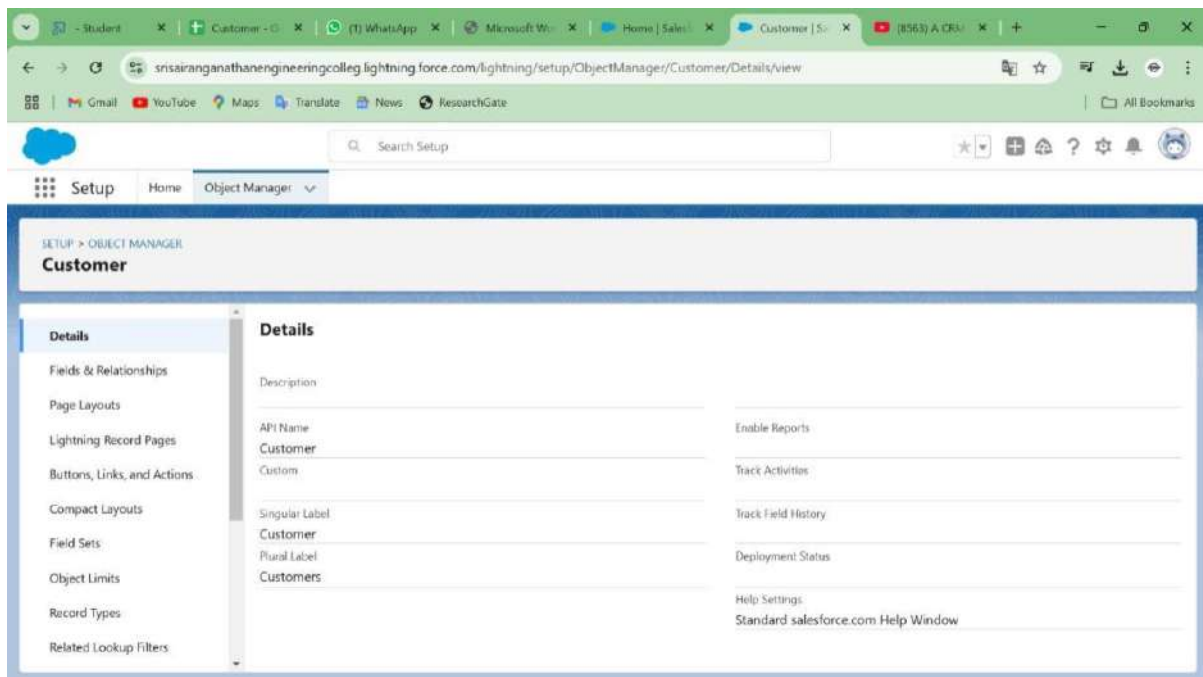 - Student
Customer - G
(1) WhatsApp
Microsoft Wo
Home | Sales
Customer | Sa
(8563) A CRM
srisairanganathanengineeringcolleg.lightning.force.com/lightning/setup/ObjectManager/Customer/Details/view
Gmail YouTube Maps Translate News ResearchGate All Bookmarks
Search Setup
Setup Home Object Manager
SETUP > OBJECT MANAGER
Customer
Details
Fields & Relationships
Page Layouts
Lightning Record Pages
Buttons, Links, and Actions
Compact Layouts
Field Sets
Object Limits
Record Types
Related Lookup Filters
Details
Description
API Name
Customer
Custom
Singular Label
Customer
Plural Label
Customers
Enable Reports
Track Activities
Track Field History
Deployment Status
Help Settings
Standard salesforce.com Help Window